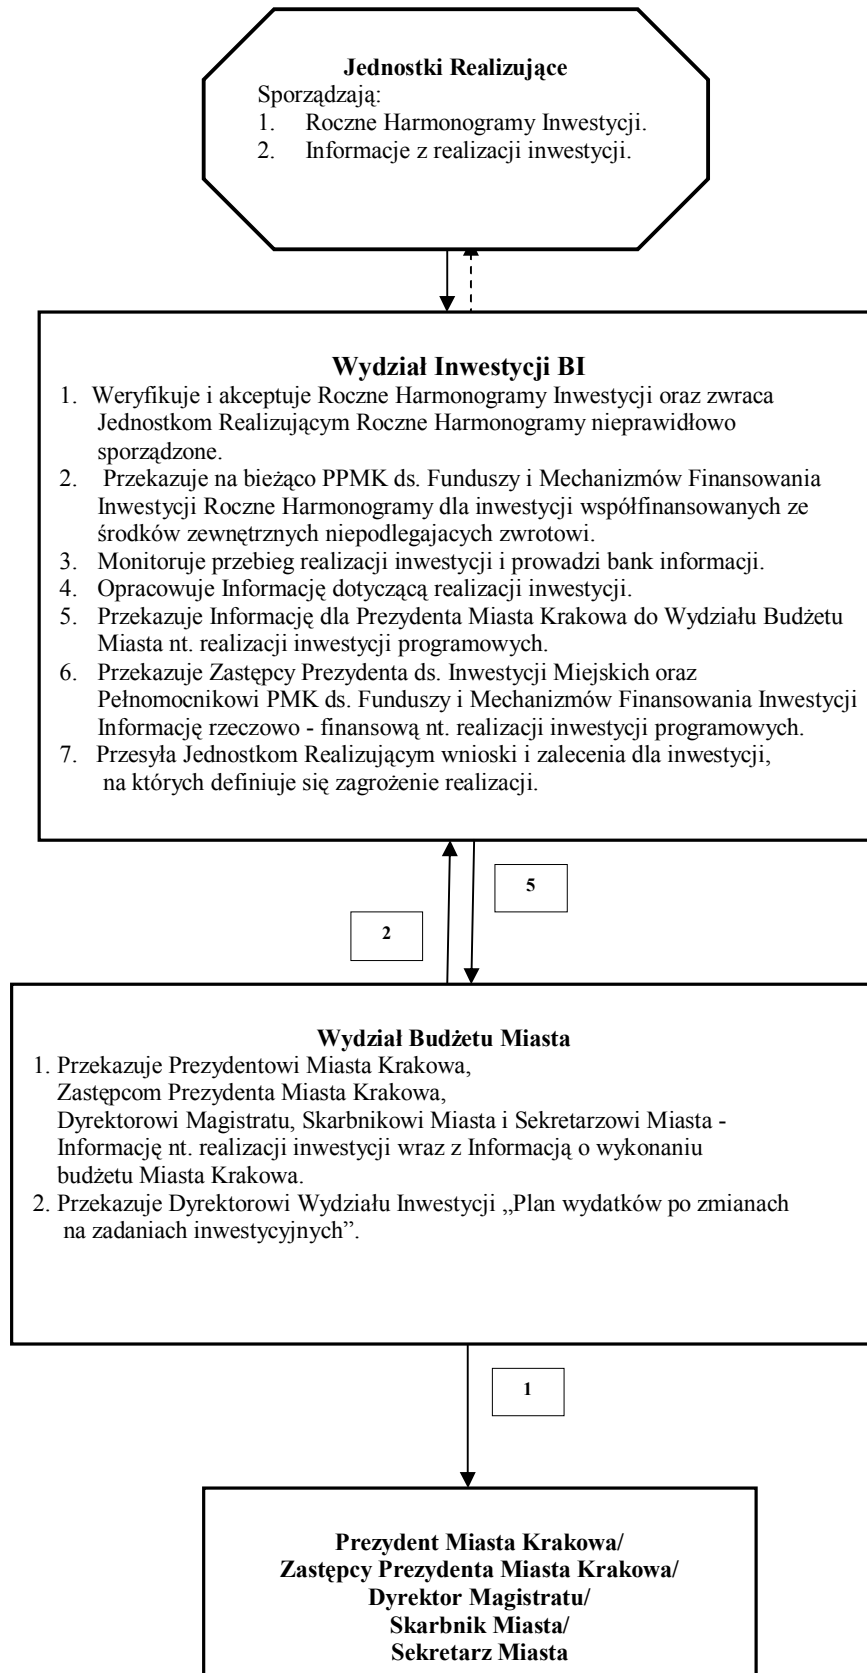 Jednostki Realizujące
Sporządzają:
1. Roczne Harmonogramy Inwestycji.
2. Informacje z realizacji inwestycji.
Wydział Inwestycji BI
1. Weryfikuje i akceptuje Roczne Harmonogramy Inwestycji oraz zwraca
Jednostkom Realizującym Roczne Harmonogramy nieprawidłowo
sporządzone.
2. Przekazuje na bieżąco PPMK ds. Funduszy i Mechanizmów Finansowania
Inwestycji Roczne Harmonogramy dla inwestycji współfinansowanych ze
środków zewnętrznych niepodlegajacych zwrotowi.
3. Monitoruje przebieg realizacji inwestycji i prowadzi bank informacji.
4. Opracowuje Informację dotyczącą realizacji inwestycji.
5. Przekazuje Informację dla Prezydenta Miasta Krakowa do Wydziału Budżetu
Miasta nt. realizacji inwestycji programowych.
6. Przekazuje Zastępcy Prezydenta ds. Inwestycji Miejskich oraz
Pełnomocnikowi PMK ds. Funduszy i Mechanizmów Finansowania Inwestycji
Informację rzeczowo - finansową nt. realizacji inwestycji programowych.
7. Przesyła Jednostkom Realizującym wnioski i zalecenia dla inwestycji,
na których definiuje się zagrożenie realizacji.
5
2
Wydział Budżetu Miasta
1. Przekazuje Prezydentowi Miasta Krakowa,
Zastępcom Prezydenta Miasta Krakowa,
Dyrektorowi Magistratu, Skarbnikowi Miasta i Sekretarzowi Miasta -
Informację nt. realizacji inwestycji wraz z Informacją o wykonaniu
budżetu Miasta Krakowa.
2. Przekazuje Dyrektorowi Wydziału Inwestycji „Plan wydatków po zmianach
na zadaniach inwestycyjnych”.
1
Prezydent Miasta Krakowa/
Zastępcy Prezydenta Miasta Krakowa/
Dyrektor Magistratu/
Skarbnik Miasta/
Sekretarz Miasta